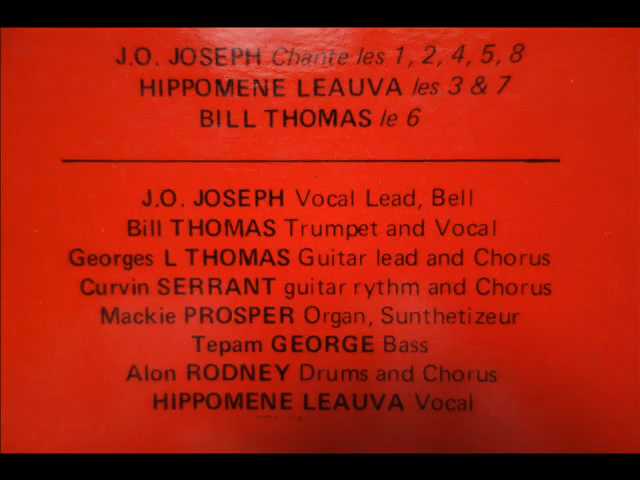 J.O. JOSEPH Chante les 1, 2, 4, 5, 8
HIPPOMENE LEAUVA les 3 & 7
BILL THOMAS le 6
J.O. JOSEPH Vocal Lead, Bell
Bill THOMAS Trumpet and Vocal
Georges L THOMAS Guitar lead and Chorus
Curvin SERRANT guitar rythm and Chorus
Mackie PROSPER Organ, Sunthetizeur
Tepam GEORGE Bass
Alon RODNEY Drums and Chorus
HIPPOMENE LEAUVA Vocal